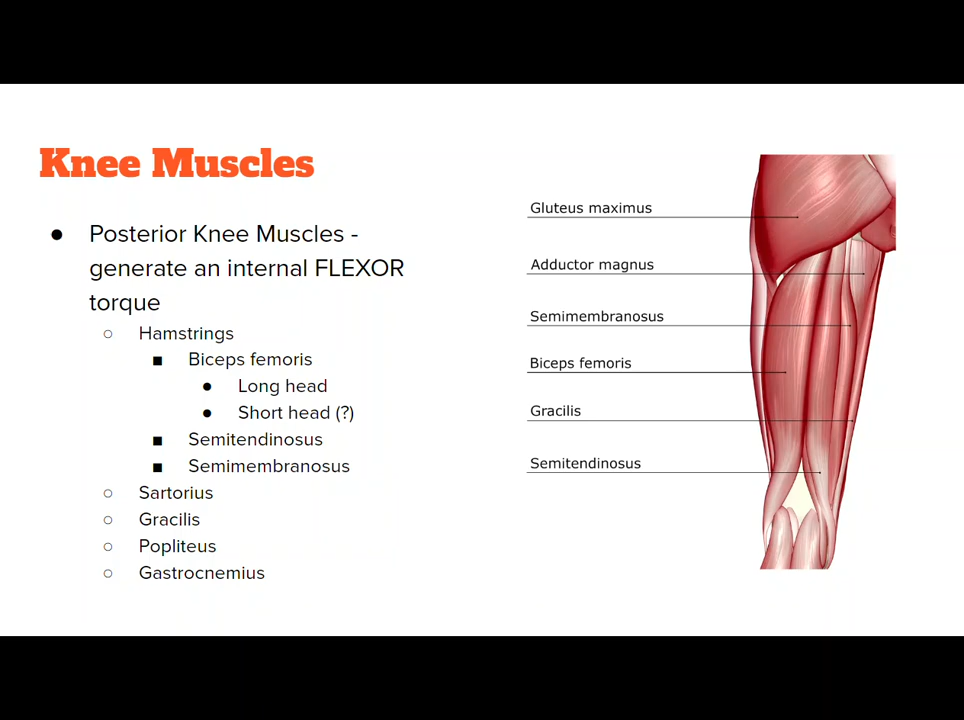 Knee Muscles
● Posterior Knee Muscles -
generate an internal FLEXOR
torque
○ Hamstrings
■ Biceps femoris
● Long head
● Short head (?)
■ Semitendinosus
■ Semimembranosus
○ Sartorius
○ Gracilis
○ Popliteus
○ Gastrocnemius
Gluteus maximus
Adductor magnus
Semimembranosus
Biceps femoris
Gracilis
Semitendinosus